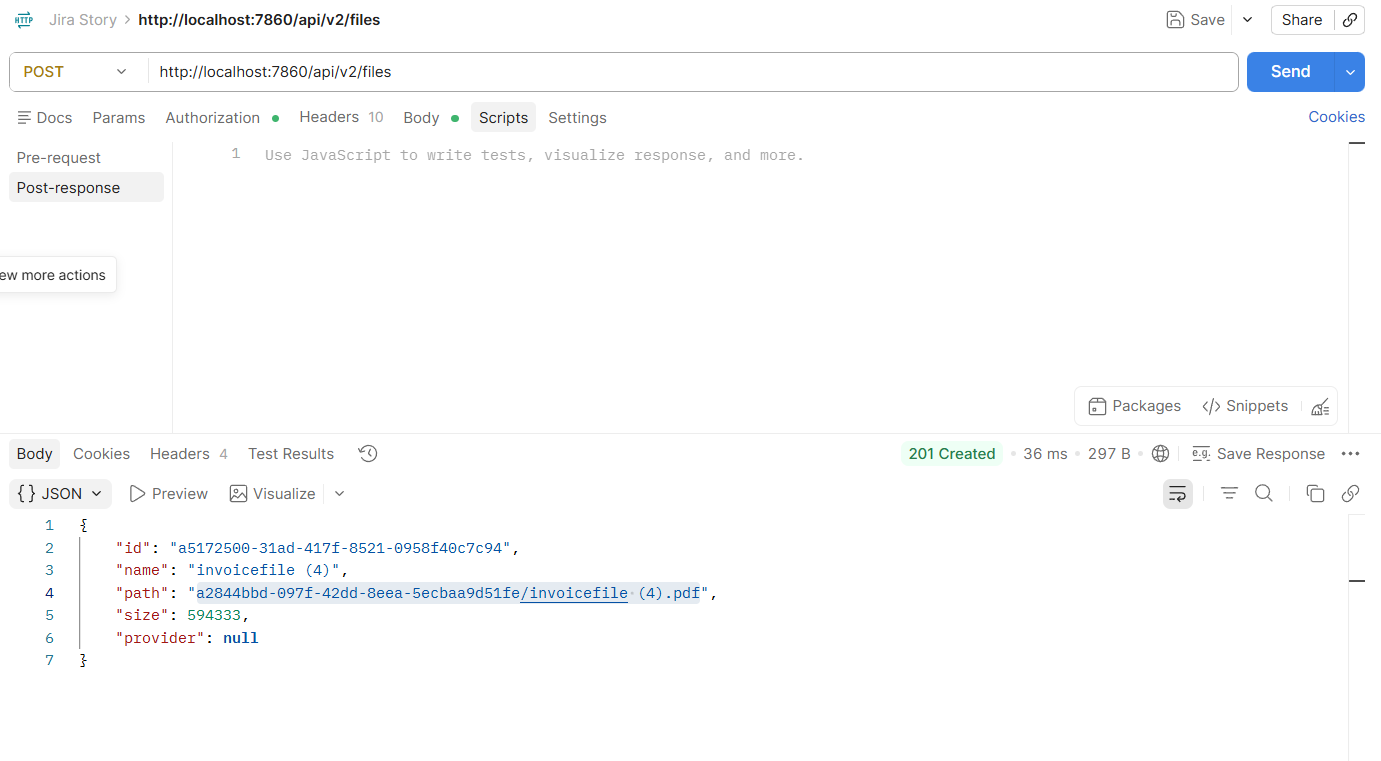 HTTP Jira Story > http://localhost:7860/api/v2/files Save Share
POST http://localhost:7860/api/v2/files Send
Docs Params Authorization Headers 10 Body Scripts Settings Cookies
Pre-request
Post-response
1 Use JavaScript to write tests, visualize response, and more.
ew more actions
Packages </> Snippets
Body Cookies Headers 4 Test Results 201 Created • 36 ms • 297 B • e.g. Save Response
{} JSON Preview Visualize
1 {
2 "id": "a5172500-31ad-417f-8521-0958f40c7c94",
3 "name": "invoicefile (4)",
4 "path": "a2844bbd-097f-42dd-8eea-5ecbaa9d51fe/invoicefile (4).pdf",
5 "size": 594333,
6 "provider": null
7 }